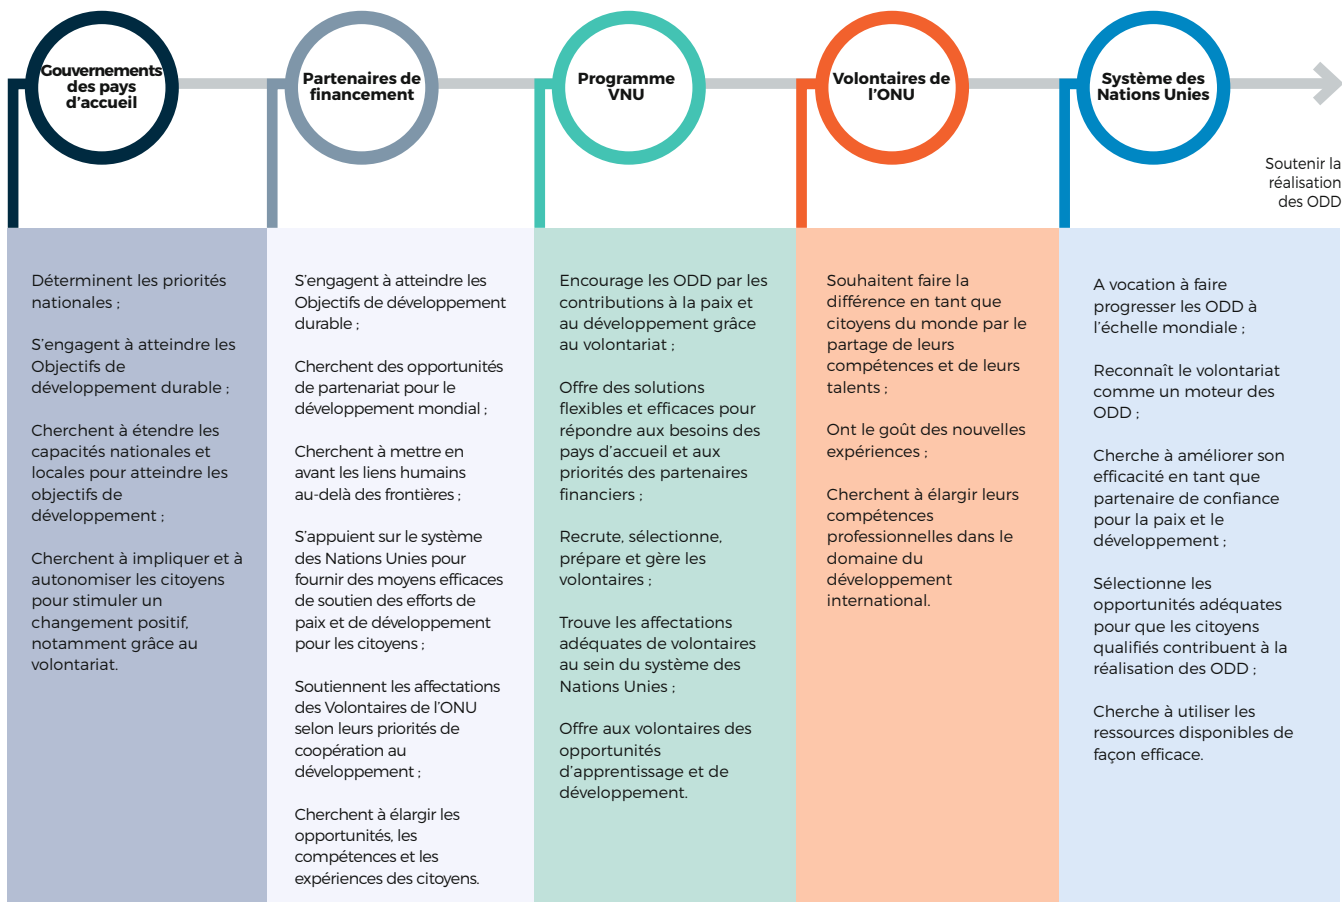 Gouvernements
des pays
d'accueil
Partenaires de
financement
Programme
VNU
Volontaires de
l'ONU
Système des
Nations Unies
Soutenir la
réalisation
des ODD
Déterminent les priorités
nationales ;
S'engagent à atteindre les
Objectifs de
développement durable ;
Cherchent à étendre les
capacités nationales et
locales pour atteindre les
objectifs de
développement ;
Cherchent à impliquer et à
autonomiser les citoyens
pour stimuler un
changement positif,
notamment grâce au
volontariat.
S'engagent à atteindre les
Objectifs de développement
durable ;
Cherchent des opportunités
de partenariat pour le
développement mondial ;
Cherchent à mettre en
avant les liens humains
au-delà des frontières ;
S'appuient sur le système
des Nations Unies pour
fournir des moyens efficaces
de soutien des efforts de
paix et de développement
pour les citoyens ;
Soutiennent les affectations
des Volontaires de l'ONU
selon leurs priorités de
coopération au
développement ;
Cherchent à élargir les
opportunités, les
compétences et les
expériences des citoyens.
Encourage les ODD par les
contributions à la paix et
au développement grâce
au volontariat ;
Offre des solutions
flexibles et efficaces pour
répondre aux besoins des
pays d'accueil et aux
priorités des partenaires
financiers ;
Recrute, sélectionne,
prépare et gère les
volontaires ;
Trouve les affectations
adéquates de volontaires
au sein du système des
Nations Unies ;
Offre aux volontaires des
opportunités
d'apprentissage et de
développement.
Souhaitent faire la
différence en tant que
citoyens du monde par le
partage de leurs
compétences et de leurs
talents ;
Ont le goût des nouvelles
expériences ;
Cherchent à élargir leurs
compétences
professionnelles dans le
domaine du
développement
international.
A vocation à faire
progresser les ODD à
l'échelle mondiale ;
Reconnaît le volontariat
comme un moteur des
ODD ;
Cherche à améliorer son
efficacité en tant que
partenaire de confiance
pour la paix et le
développement ;
Sélectionne les
opportunités adéquates
pour que les citoyens
qualifiés contribuent à la
réalisation des ODD ;
Cherche à utiliser les
ressources disponibles de
façon efficace.